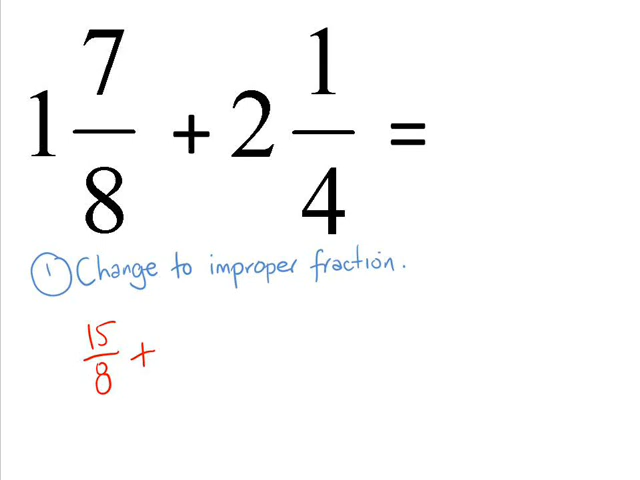 1 7/8 + 2 1/4 =
① Change to improper fraction.
15/8 +